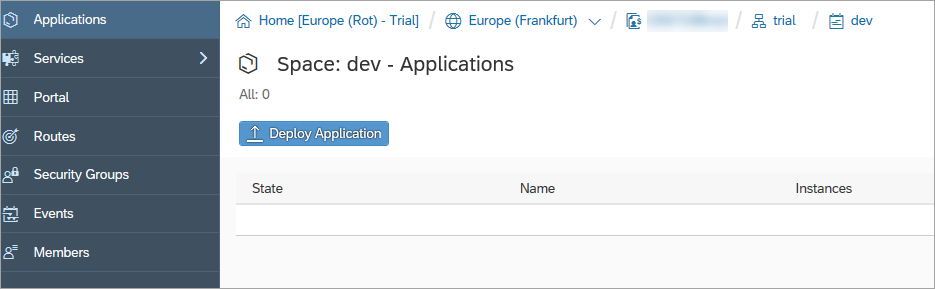 Applications
Services
Portal
Routes
Security Groups
Events
Members
Home [Europe (Rot) - Trial] / Europe (Frankfurt) / / trial / dev
Space: dev - Applications
All: 0
Deploy Application
State Name Instances